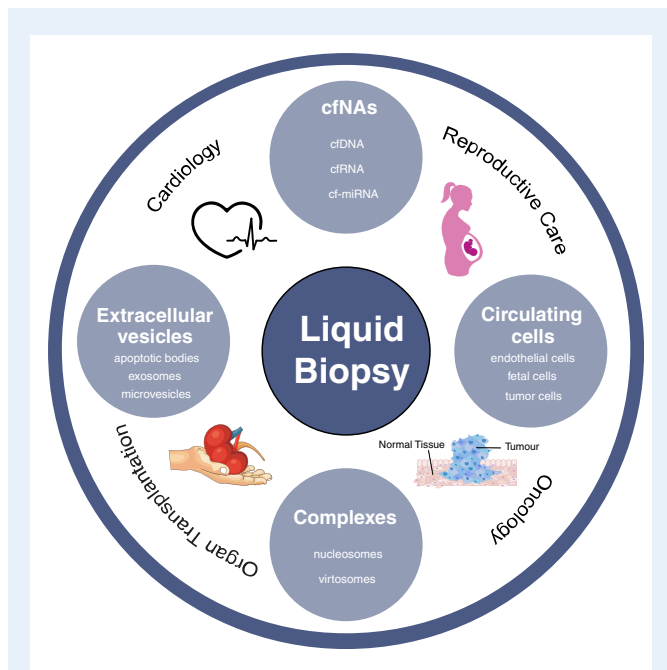 cfNAs
cfDNA
cfRNA
cf-miRNA
Cardiology
Reproductive Care
Extracellular
vesicles
apoptotic bodies
exosomes
microvesicles
Liquid
Biopsy
Circulating
cells
endothelial cells
fetal cells
tumor cells
Normal Tissue
Tumour
Organ Transplantation
Oncology
Complexes
nucleosomes
virtosomes